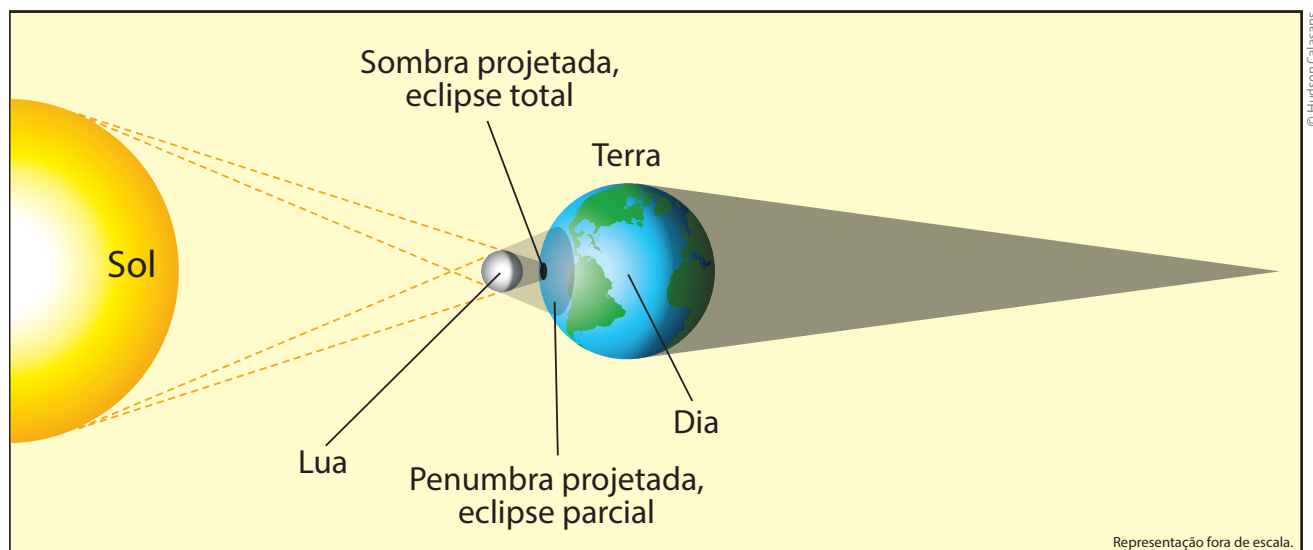 Sombra projetada,
eclipse total
Terra
Sol
Dia
Lua
Penumbra projetada,
eclipse parcial
Representação fora de escala.
© Hudson Calasans